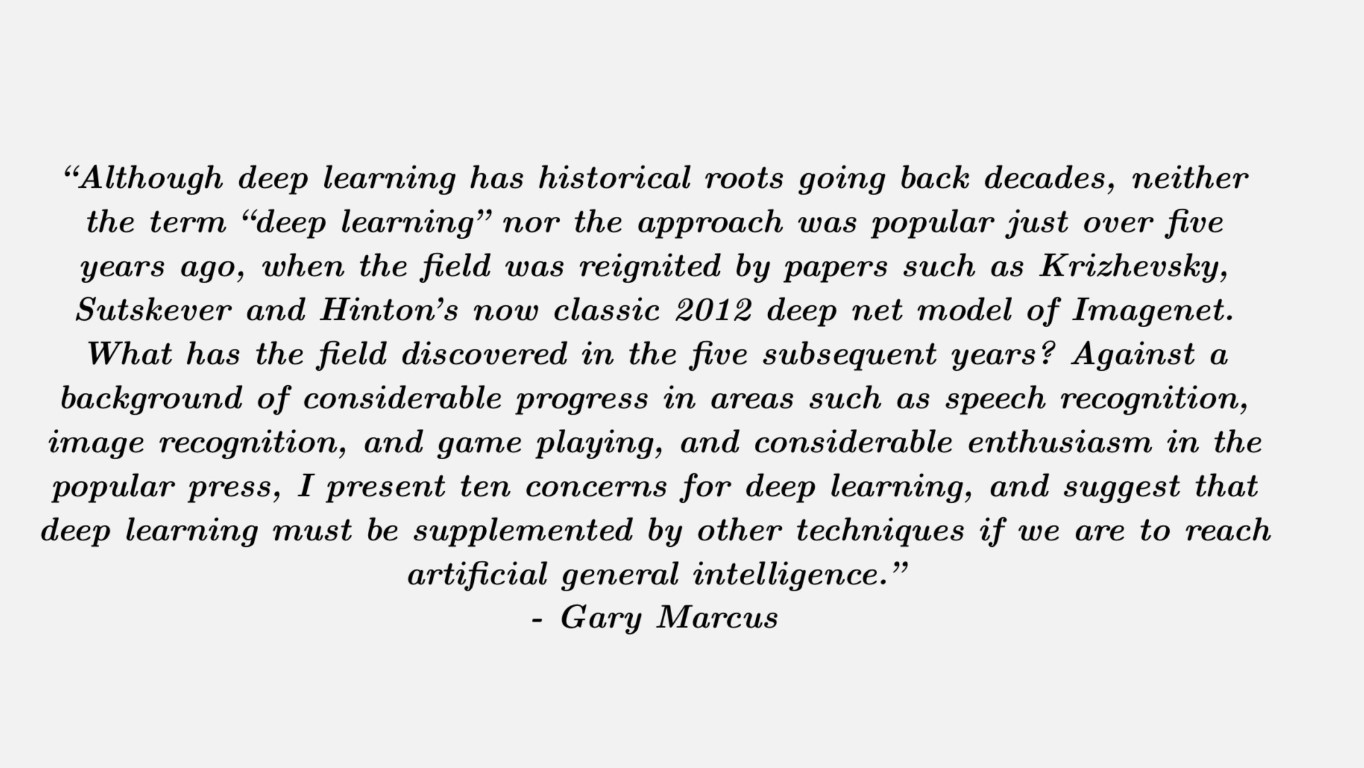 “Although deep learning has historical roots going back decades, neither
the term “deep learning” nor the approach was popular just over five
years ago, when the field was reignited by papers such as Krizhevsky,
Sutskever and Hinton’s now classic 2012 deep net model of Imagenet.
What has the field discovered in the five subsequent years? Against a
background of considerable progress in areas such as speech recognition,
image recognition, and game playing, and considerable enthusiasm in the
popular press, I present ten concerns for deep learning, and suggest that
deep learning must be supplemented by other techniques if we are to reach
artificial general intelligence.”
- Gary Marcus